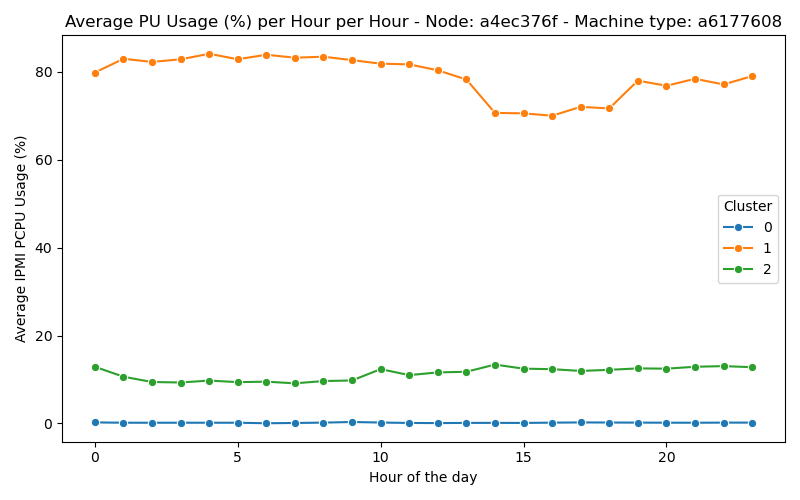 Average PU Usage (%) per Hour per Hour - Node: a4ec376f - Machine type: a6177608
Average IPMI PCPU Usage (%)
80
60
40
20
0
Cluster
0
1
2
0 5 10 15 20
Hour of the day